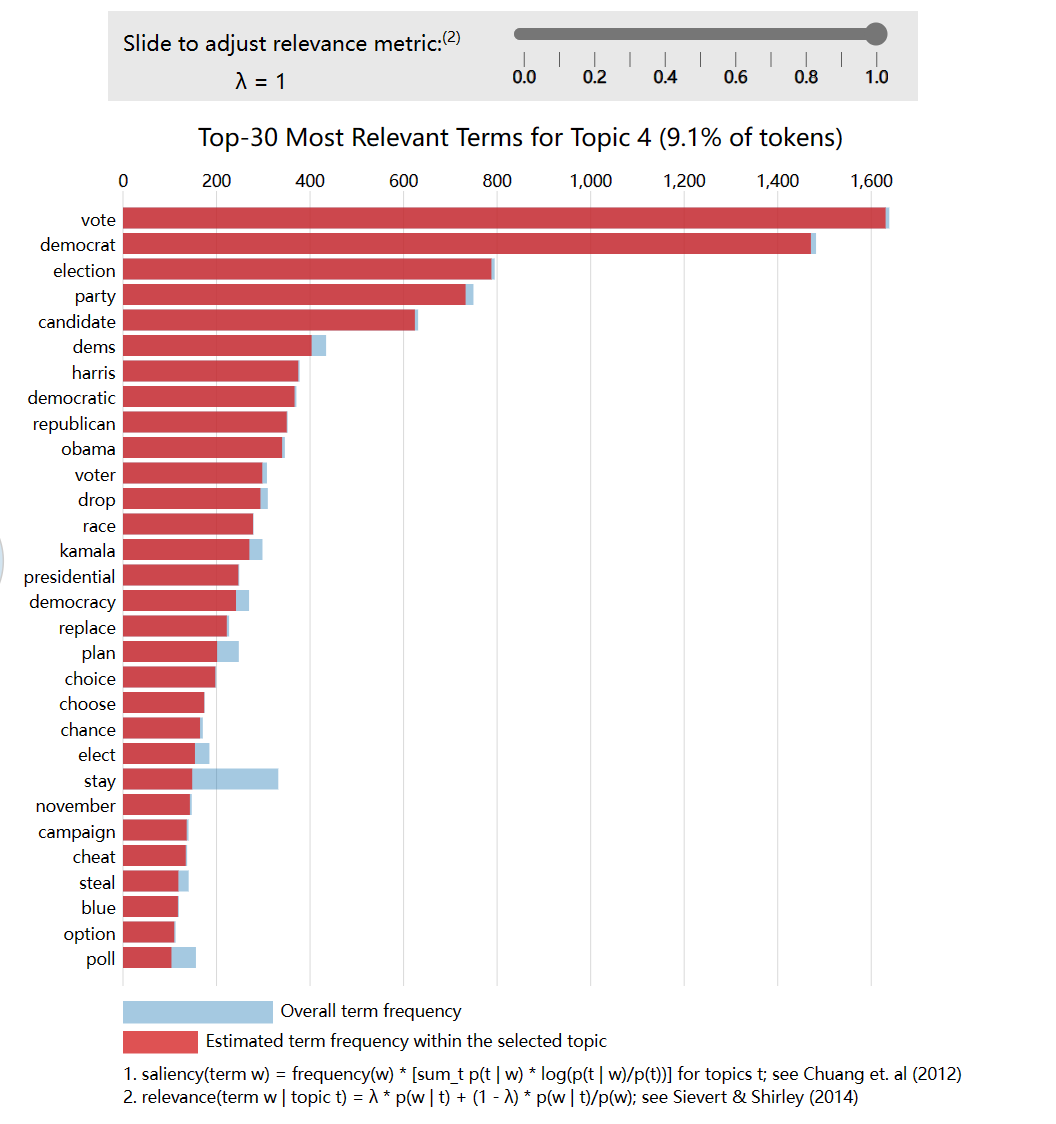 Slide to adjust relevance metric:(2)
λ = 1
0.0 0.2 0.4 0.6 0.8 1.0
Top-30 Most Relevant Terms for Topic 4 (9.1% of tokens)
0 200 400 600 800 1,000 1,200 1,400 1,600
vote
democrat
election
party
candidate
dems
harris
democratic
republican
obama
voter
drop
race
kamala
presidential
democracy
replace
plan
choice
choose
chance
elect
stay
november
campaign
cheat
steal
blue
option
poll
Overall term frequency
Estimated term frequency within the selected topic
1. saliency(term w) = frequency(w) * [sum_t p(t | w) * log(p(t | w)/p(t))] for topics t; see Chuang et. al (2012)
2. relevance(term w | topic t) = λ * p(w | t) + (1 - λ) * p(w | t)/p(w); see Sievert & Shirley (2014)